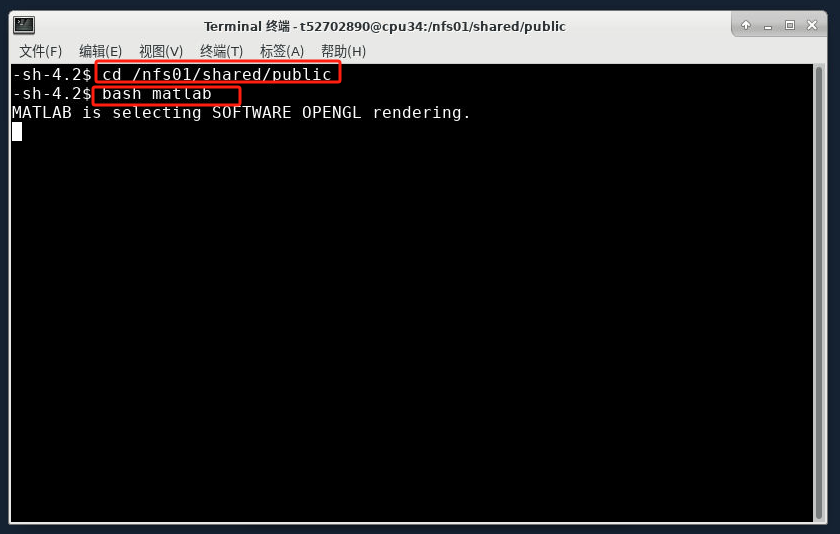 Terminal 终端 - t52702890@cpu34:/nfs01/shared/public
文件(F) 编辑(E) 视图(V) 终端(T) 标签(A) 帮助(H)
-sh-4.2$ cd /nfs01/shared/public
-sh-4.2$ bash matlab
MATLAB is selecting SOFTWARE OPENGL rendering.